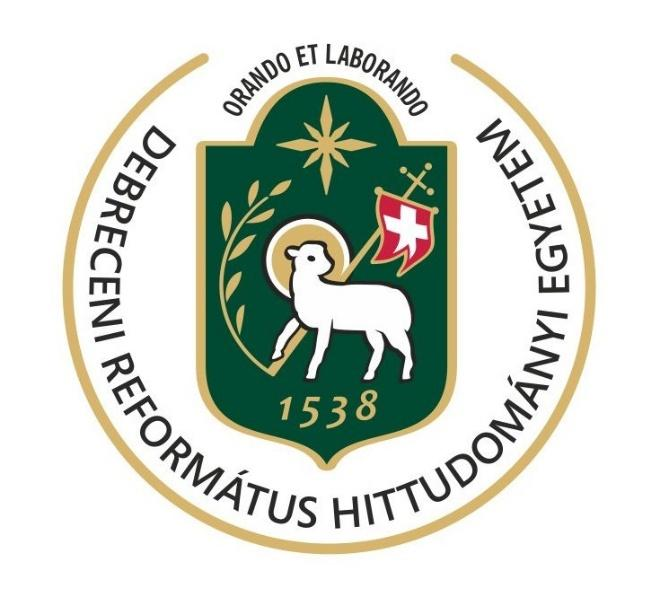 ORANDO ET LABORANDO
DEBRECENI REFORMÁTUS HITTUDOMÁNYI EGYETEM
1538